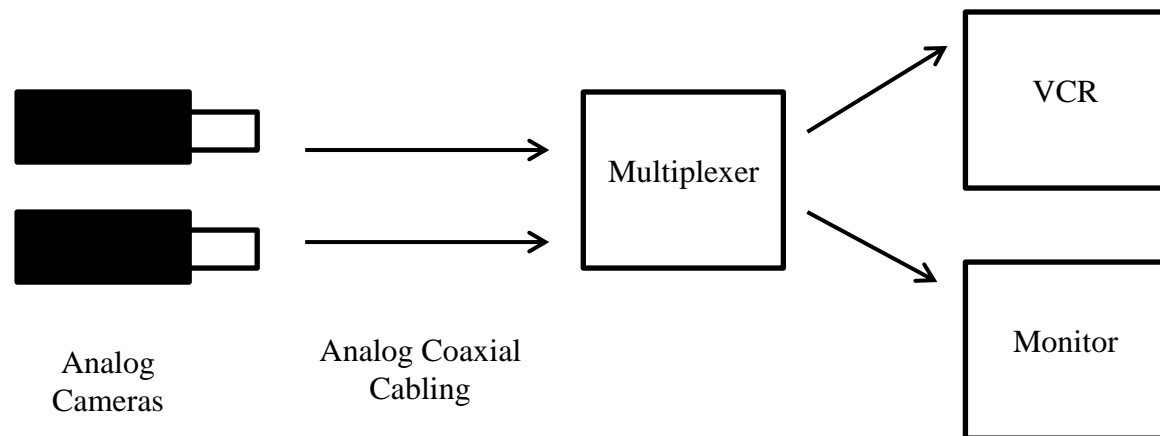 VCR
Multiplexer
Monitor
Analog
Cameras
Analog Coaxial
Cabling